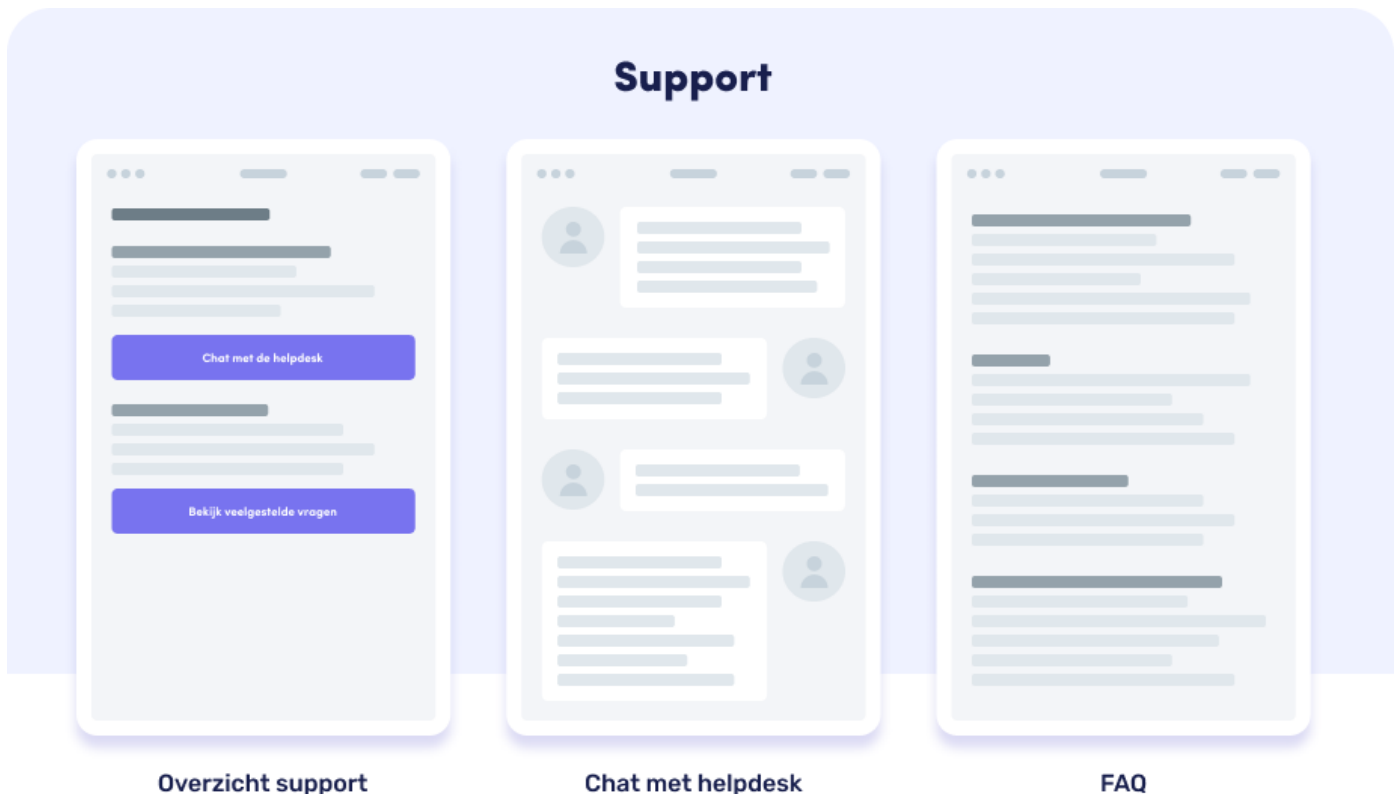 Support
Chat met de helpdesk
Bekijk veelgestelde vragen
Overzicht support
Chat met helpdesk
FAQ